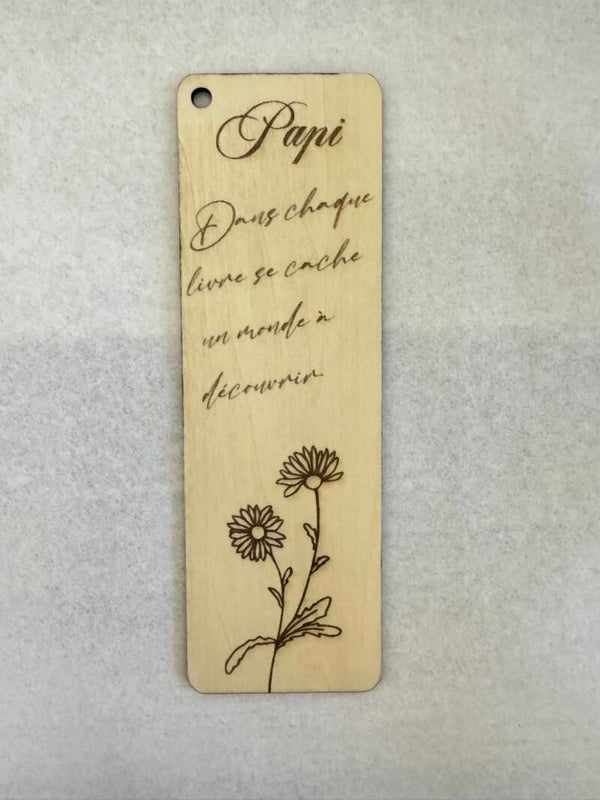 Papi
Dans chaque
livre se cache
un monde à
découvrir.